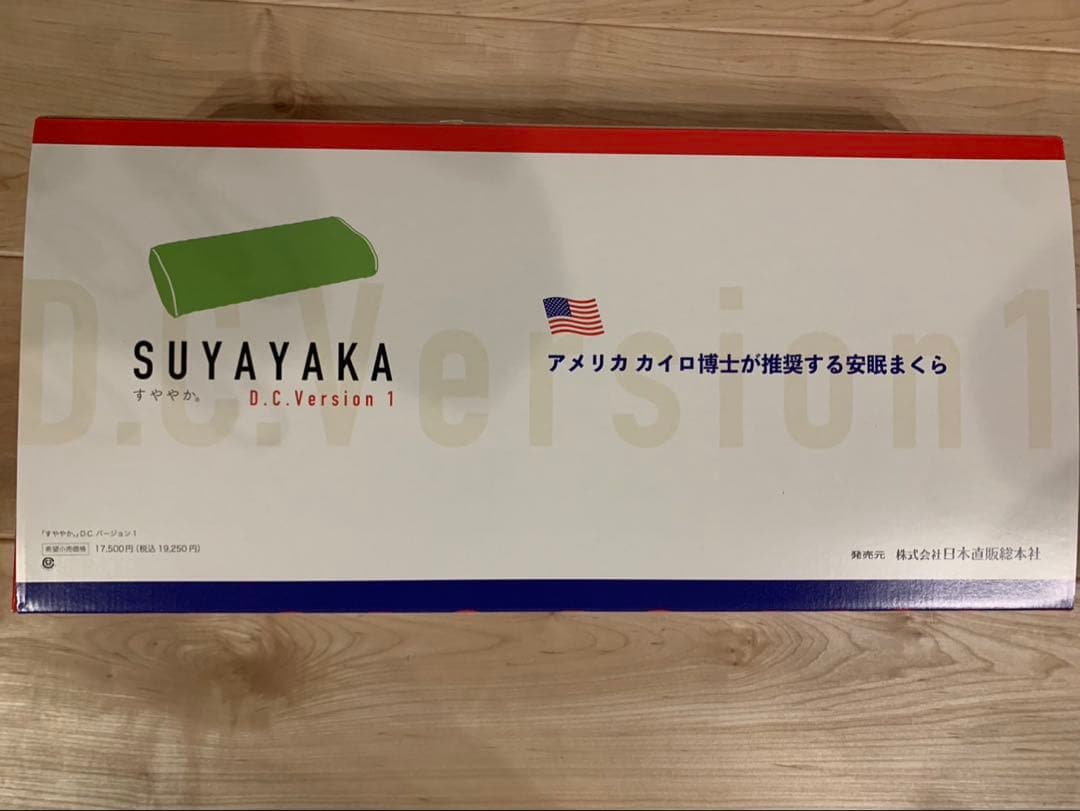 D.C.Version1
SUYAYAKA
すややか。 D.C.Version 1
アメリカ カイロ博士が推奨する安眠まくら
「すややか。」D.C.バージョン1
希望小売価格 17,500円(税込 19,250円)
発売元 株式会社日本直販総本社